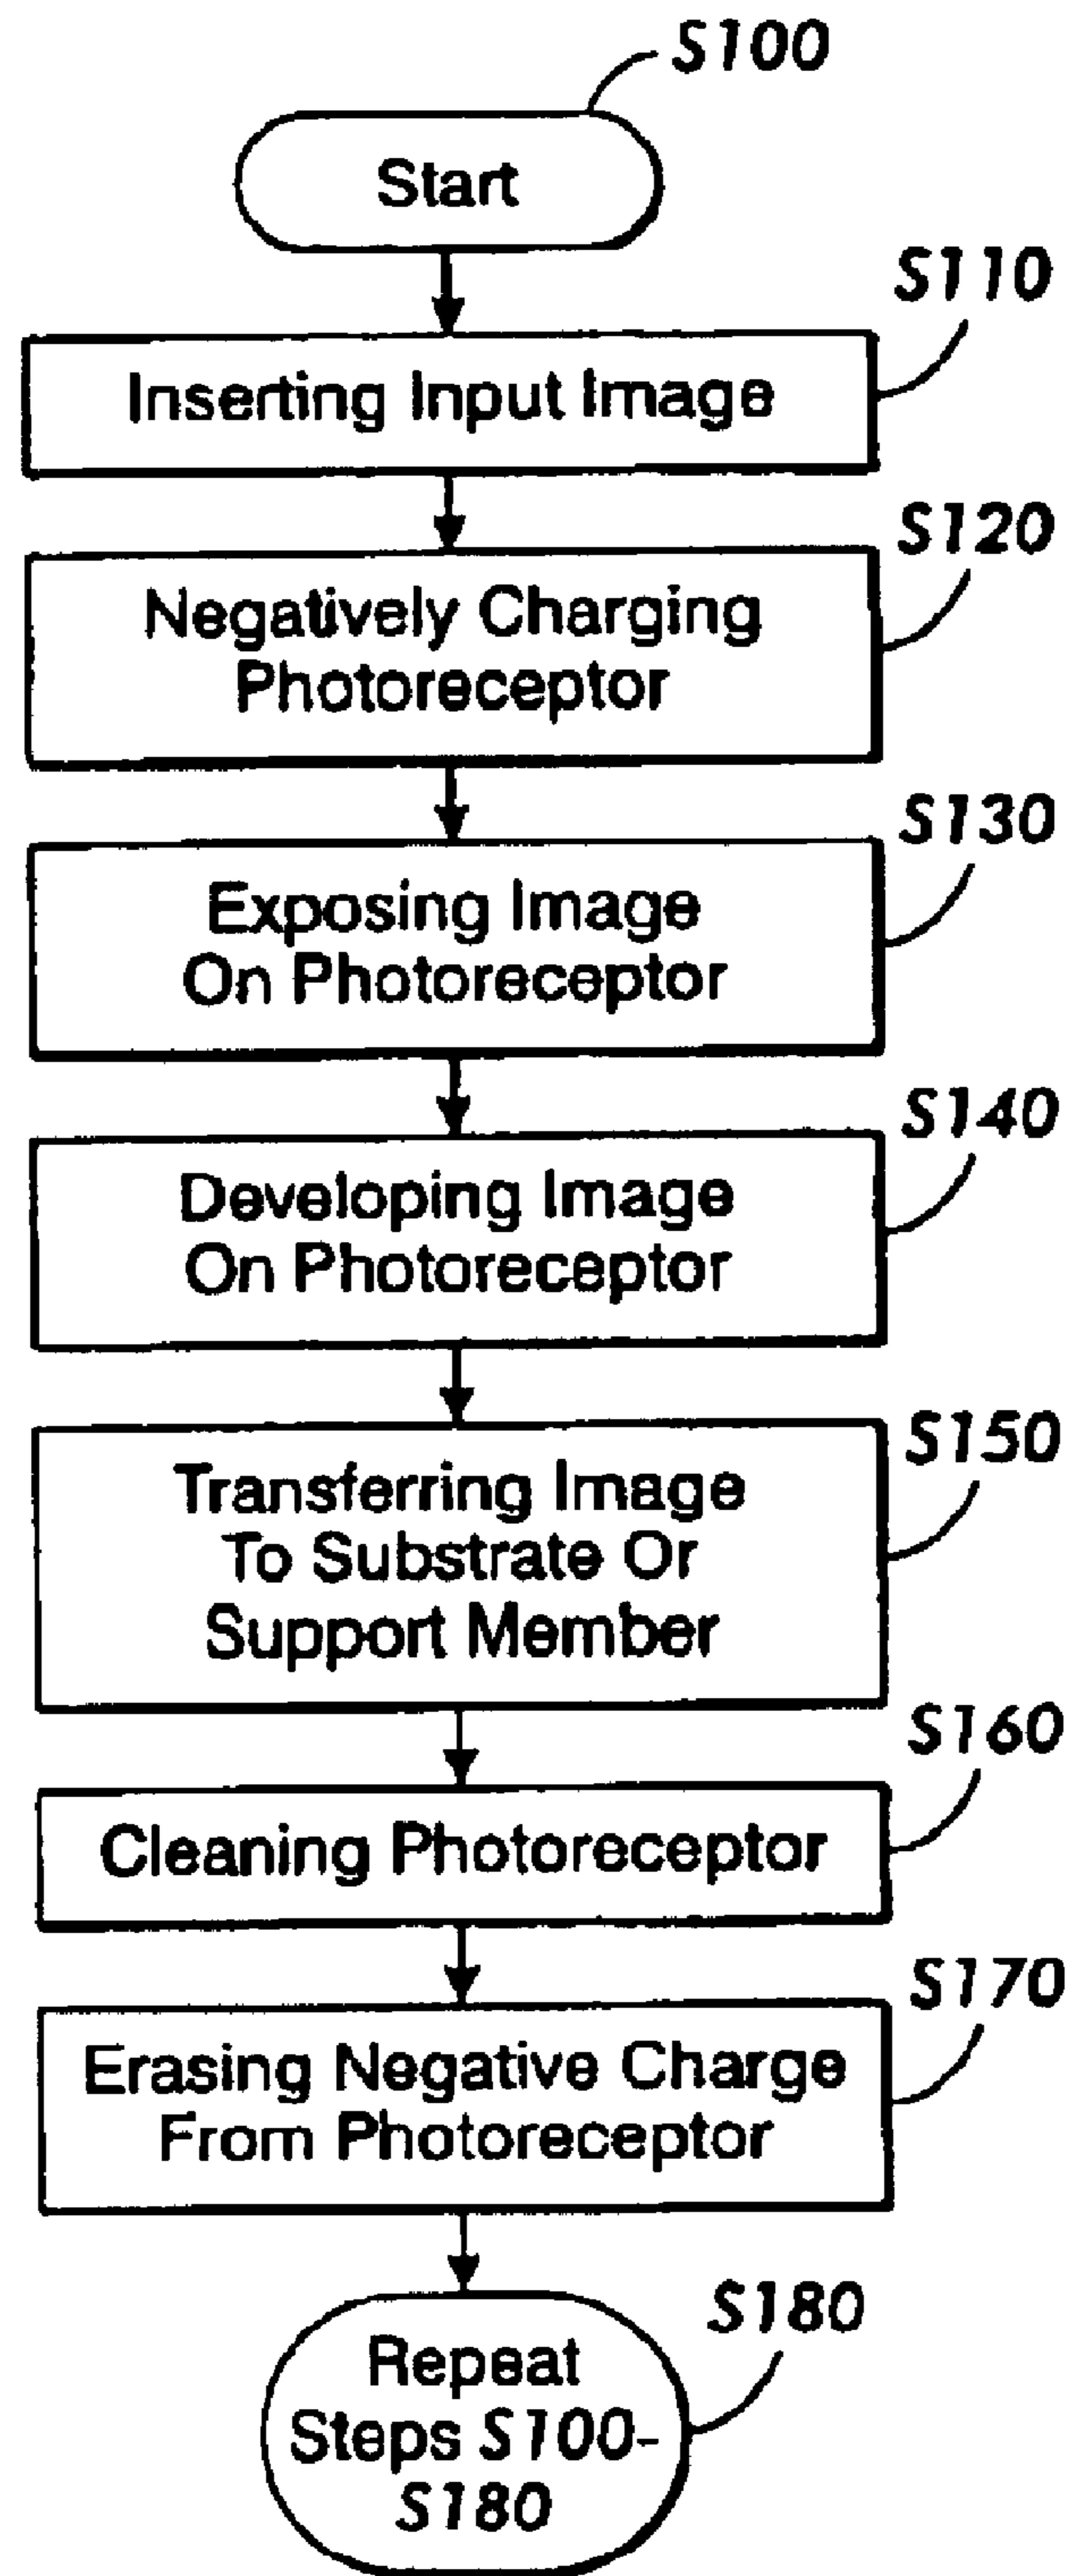 S100
Start
S110
Inserting Input Image
S120
Negatively Charging
Photoreceptor
S130
Exposing Image
On Photoreceptor
S140
Developing Image
On Photoreceptor
S150
Transferring Image
To Substrate Or
Support Member
S160
Cleaning Photoreceptor
S170
Erasing Negative Charge
From Photoreceptor
S180
Repeat
Steps S100-
S180